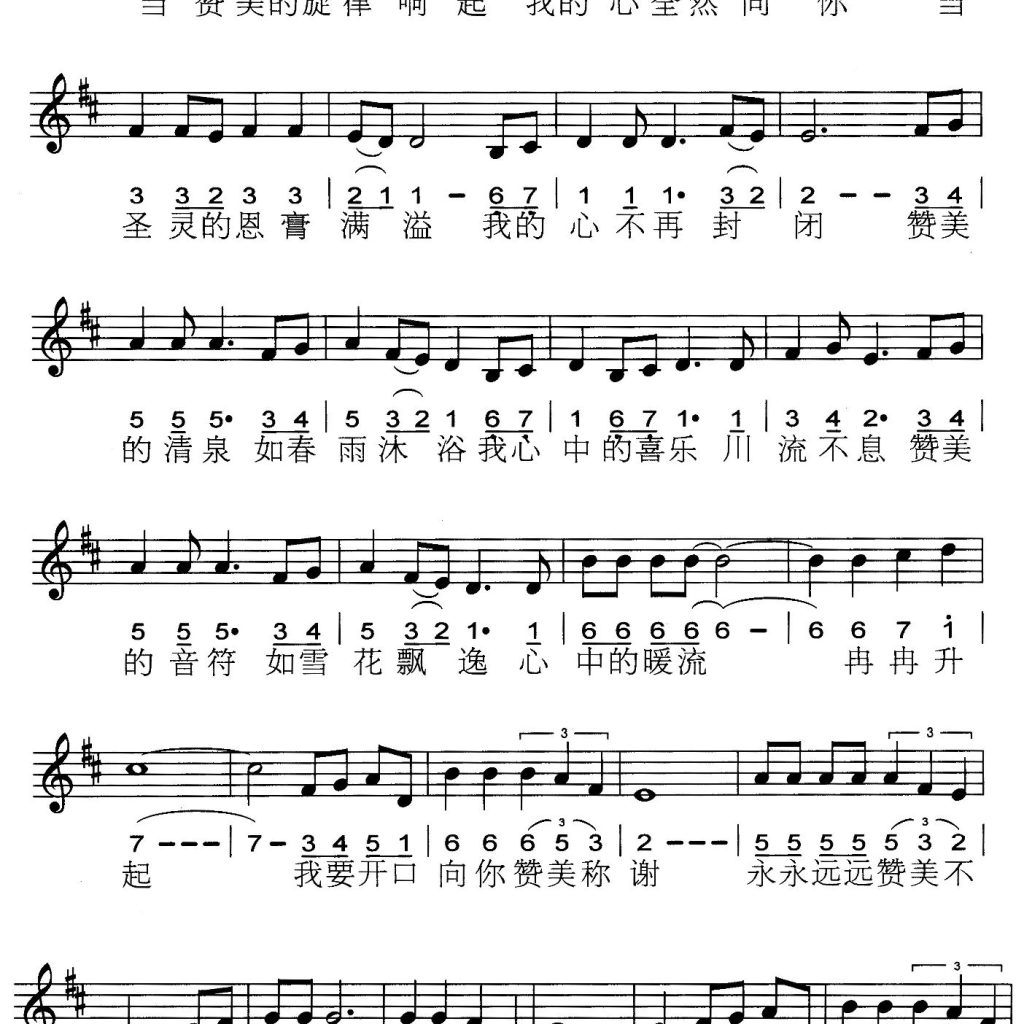 当 赞 美的旋律 响 起 我的 心 全然 向 你 当
3 3 2 3 3 | 2 1 1 – 6 7 | 1 1 1· 3 2 | 2 – – 3 4 |
圣 灵的恩 膏 满 溢 我的 心 不再 封 闭 赞美
5 5 5· 3 4 | 5 3 2 1 6 7 | 1 6 7 1· 1 | 3 4 2· 3 4 |
的 清泉 如春 雨 沐 浴 我心 中 的喜乐 川 流 不息 赞美
5 5 5· 3 4 | 5 3 2 1· 1 | 6 6 6 6 6 – | 6 6 7 1 |
的 音符 如雪 花 飘 逸 心 中的暖流 冉 冉 升
3 3
7 – – – | 7 – 3 4 5 1 | 6 6 6 5 3 | 2 – – – | 5 5 5 5 5 3 2 |
3 3
起 我要开口 向你赞美称 谢 永永远远赞美不
3